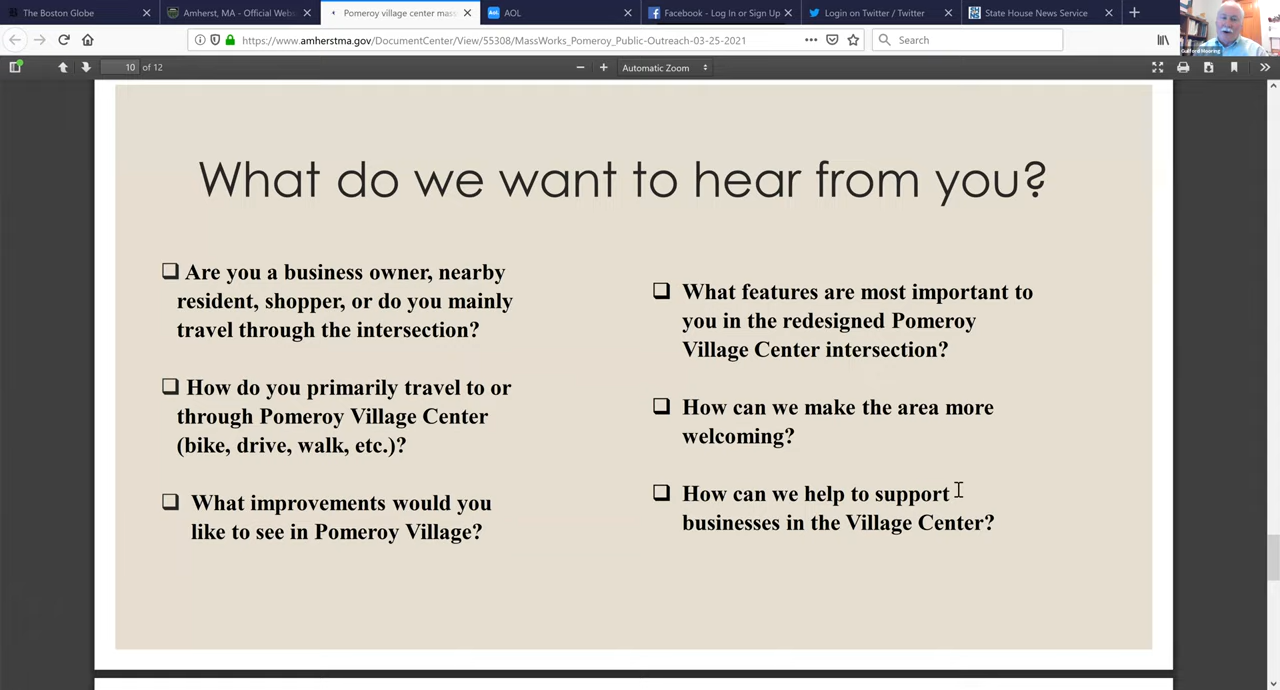 The Boston Globe
Amherst, MA - Official Webs
Pomeroy village center mass
AOL
Facebook - Log In or Sign Up
Login on Twitter / Twitter
State House News Service
https://www.amherstma.gov/DocumentCenter/View/55308/MassWorks_Pomeroy_Public-Outreach-03-25-2021
Search
Guilford Mooring
10 of 12
Automatic Zoom
What do we want to hear from you?
Are you a business owner, nearby
resident, shopper, or do you mainly
travel through the intersection?
How do you primarily travel to or
through Pomeroy Village Center
(bike, drive, walk, etc.)?
What improvements would you
like to see in Pomeroy Village?
What features are most important to
you in the redesigned Pomeroy
Village Center intersection?
How can we make the area more
welcoming?
How can we help to support
businesses in the Village Center?